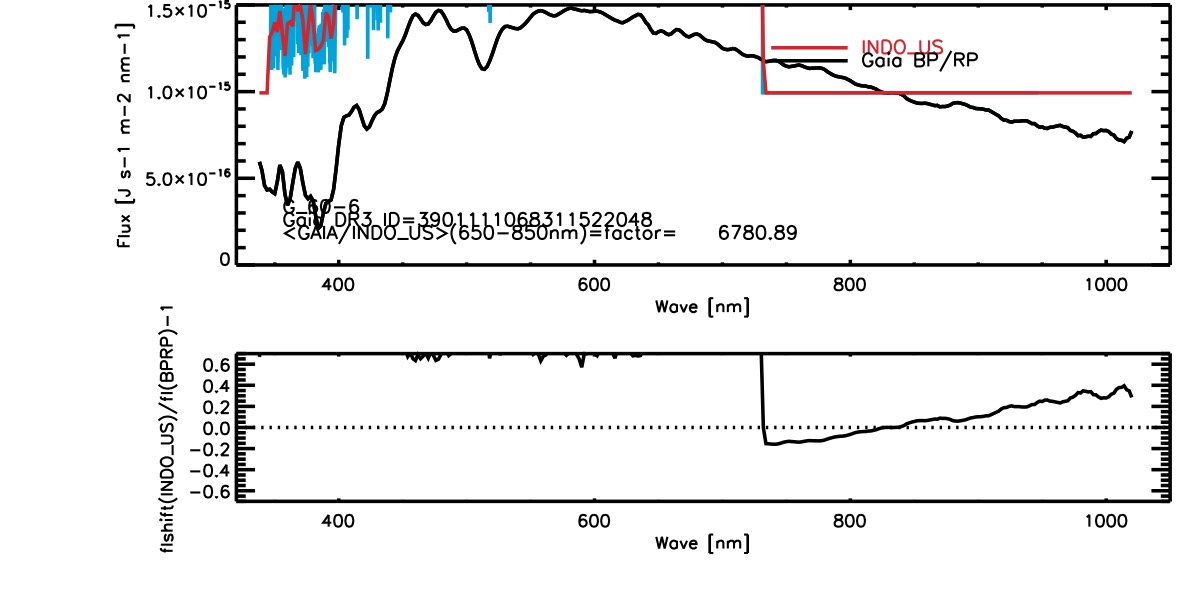 1.5×10⁻¹⁵
1.0×10⁻¹⁵
5.0×10⁻¹⁶
0
Flux [J s−1 m−2 nm−1]
INDO_US
Gaia BP/RP
G_60−6
Gaia DR3 ID=3901111068311522048
<GAIA/INDO_US>(650−850nm)=factor= 6780.89
400 600 800 1000
Wave [nm]
flshift(INDO_US)/fl(BPRP)−1
0.6
0.4
0.2
0.0
−0.2
−0.4
−0.6
400 600 800 1000
Wave [nm]